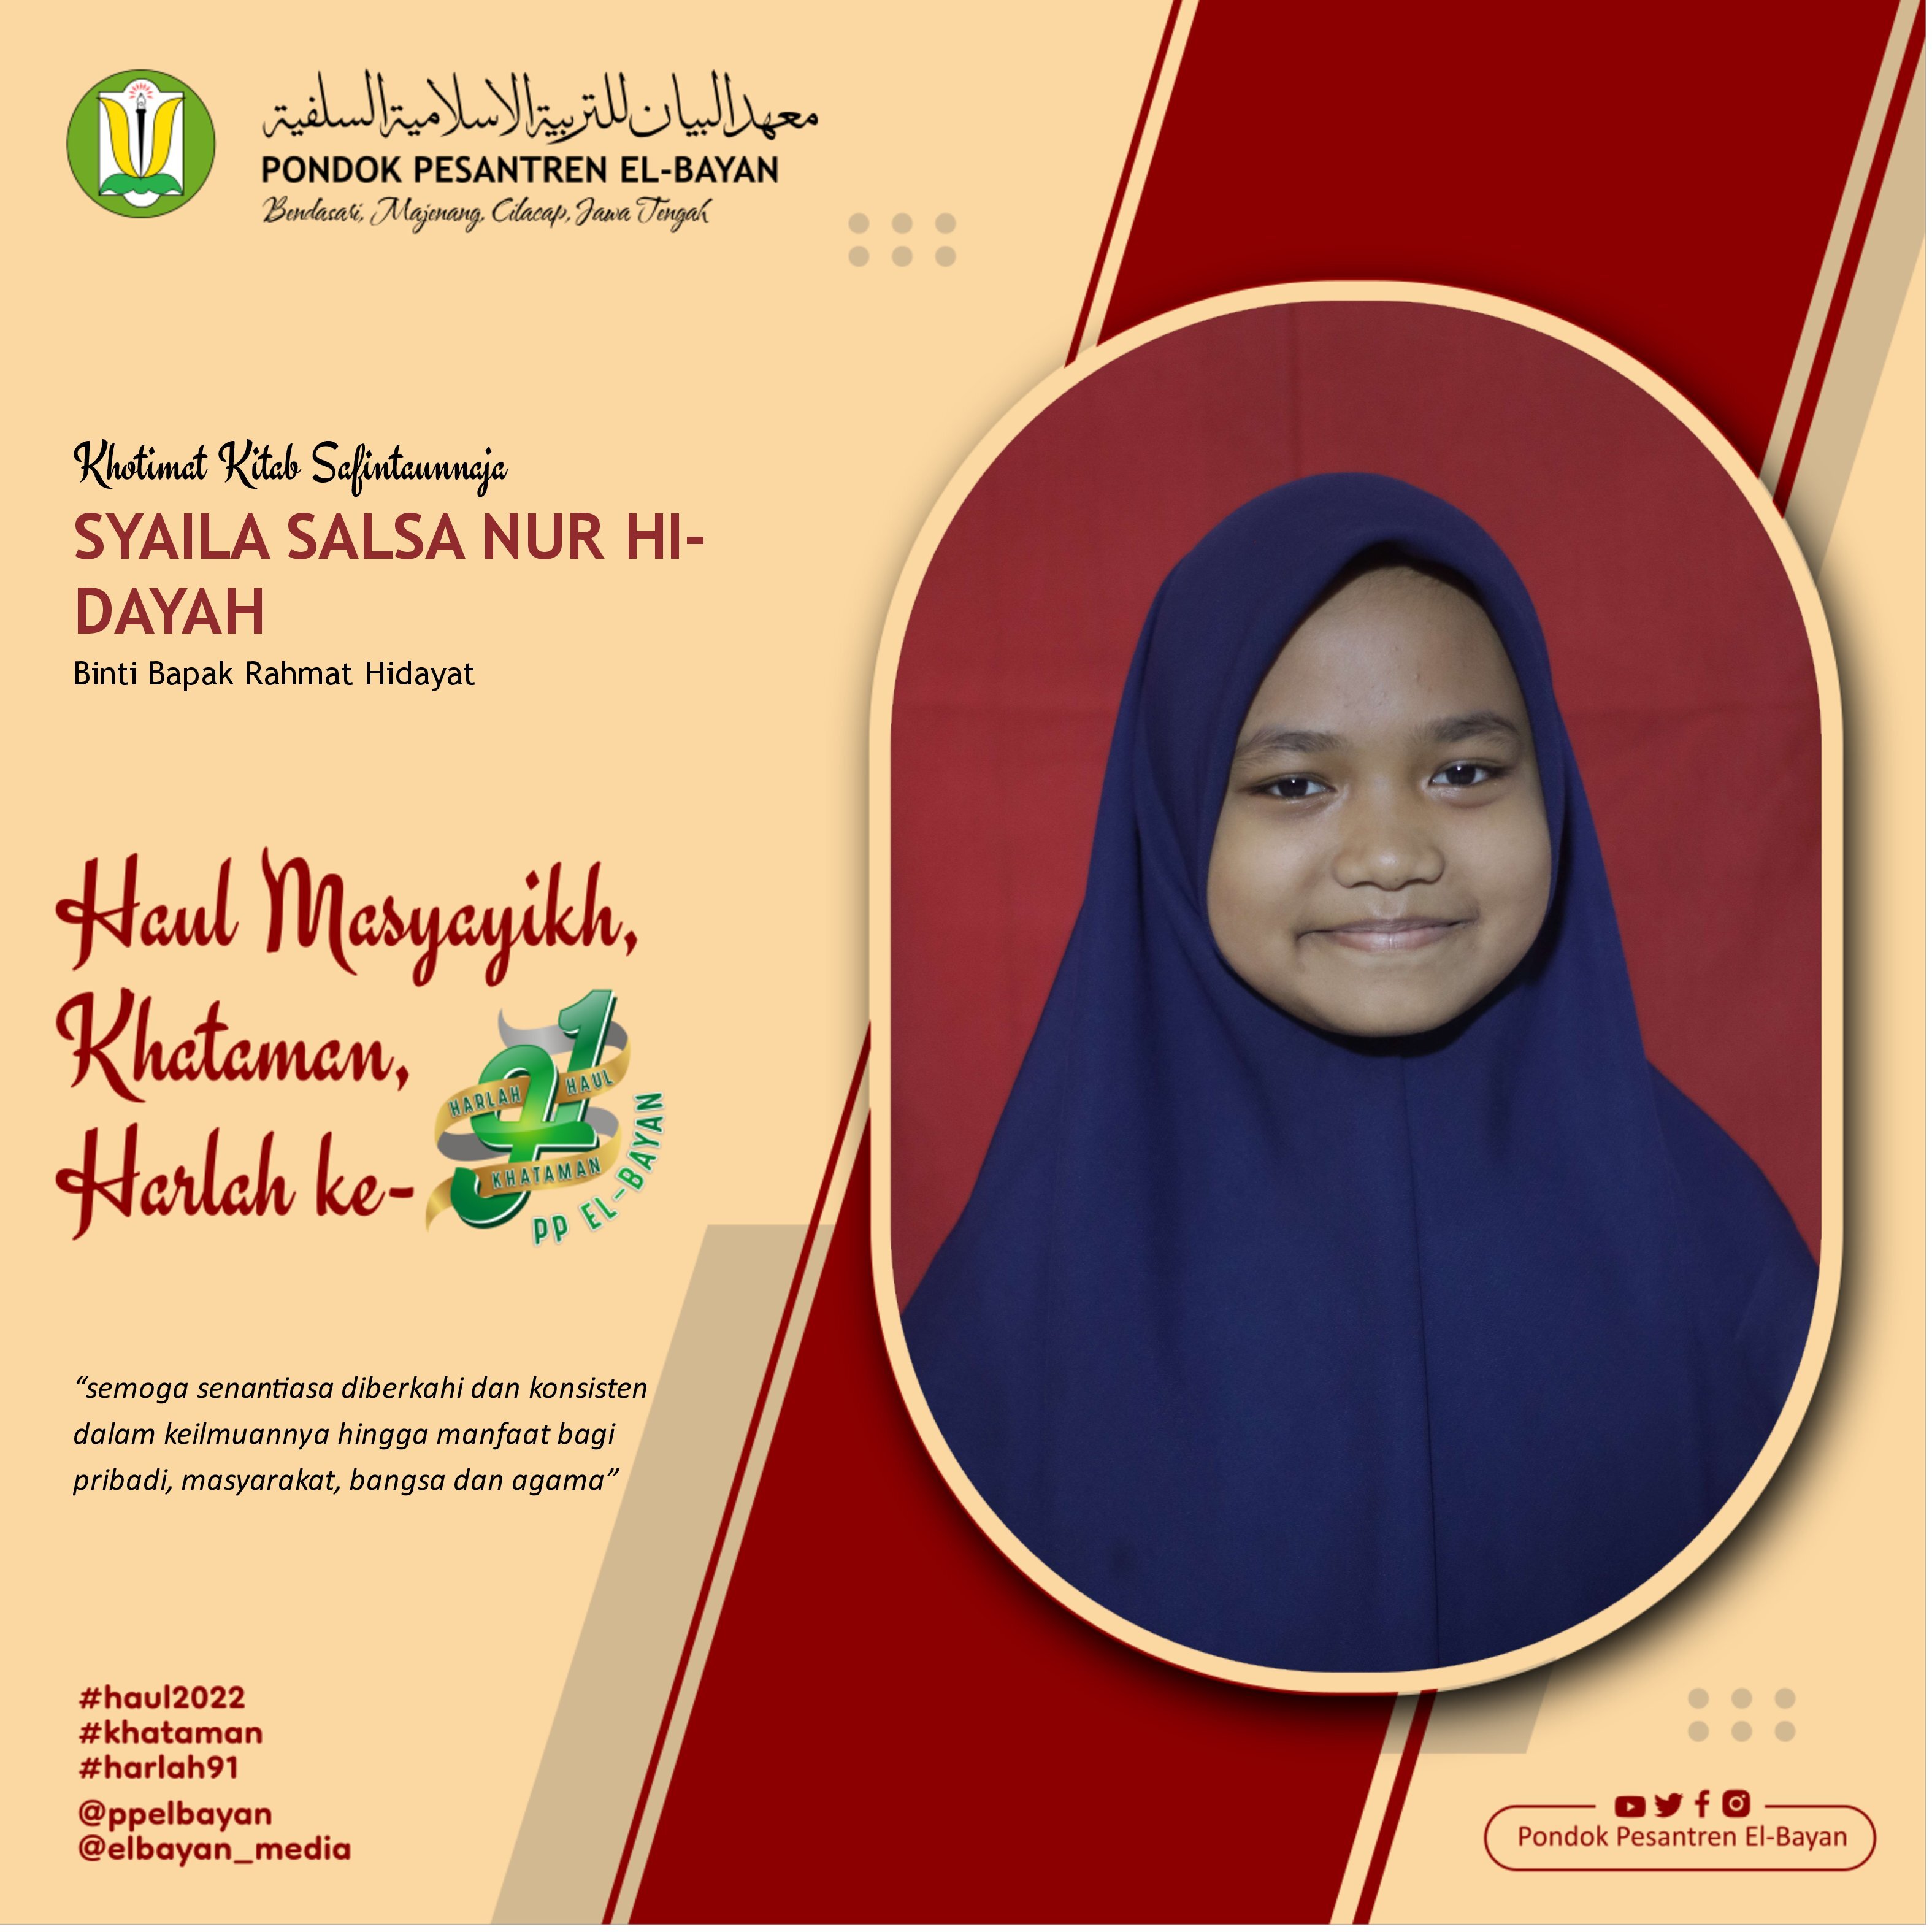 معهد البيان للتربية الاسلامية السلفية
PONDOK PESANTREN EL-BAYAN
Bendasari, Majenang, Cilacap, Jawa Tengah
Khotimat Kitab Safintaunnaja
SYAILA SALSA NUR HI-
DAYAH
Binti Bapak Rahmat Hidayat
Haul Masyayikh,
Khataman,
Harlah ke-
91
HARLAH HAUL
KHATAMAN
PP EL-BAYAN
“semoga senantiasa diberkahi dan konsisten
dalam keilmuannya hingga manfaat bagi
pribadi, masyarakat, bangsa dan agama”
#haul2022
#khataman
#harlah91
@ppelbayan
@elbayan_media
Pondok Pesantren El-Bayan